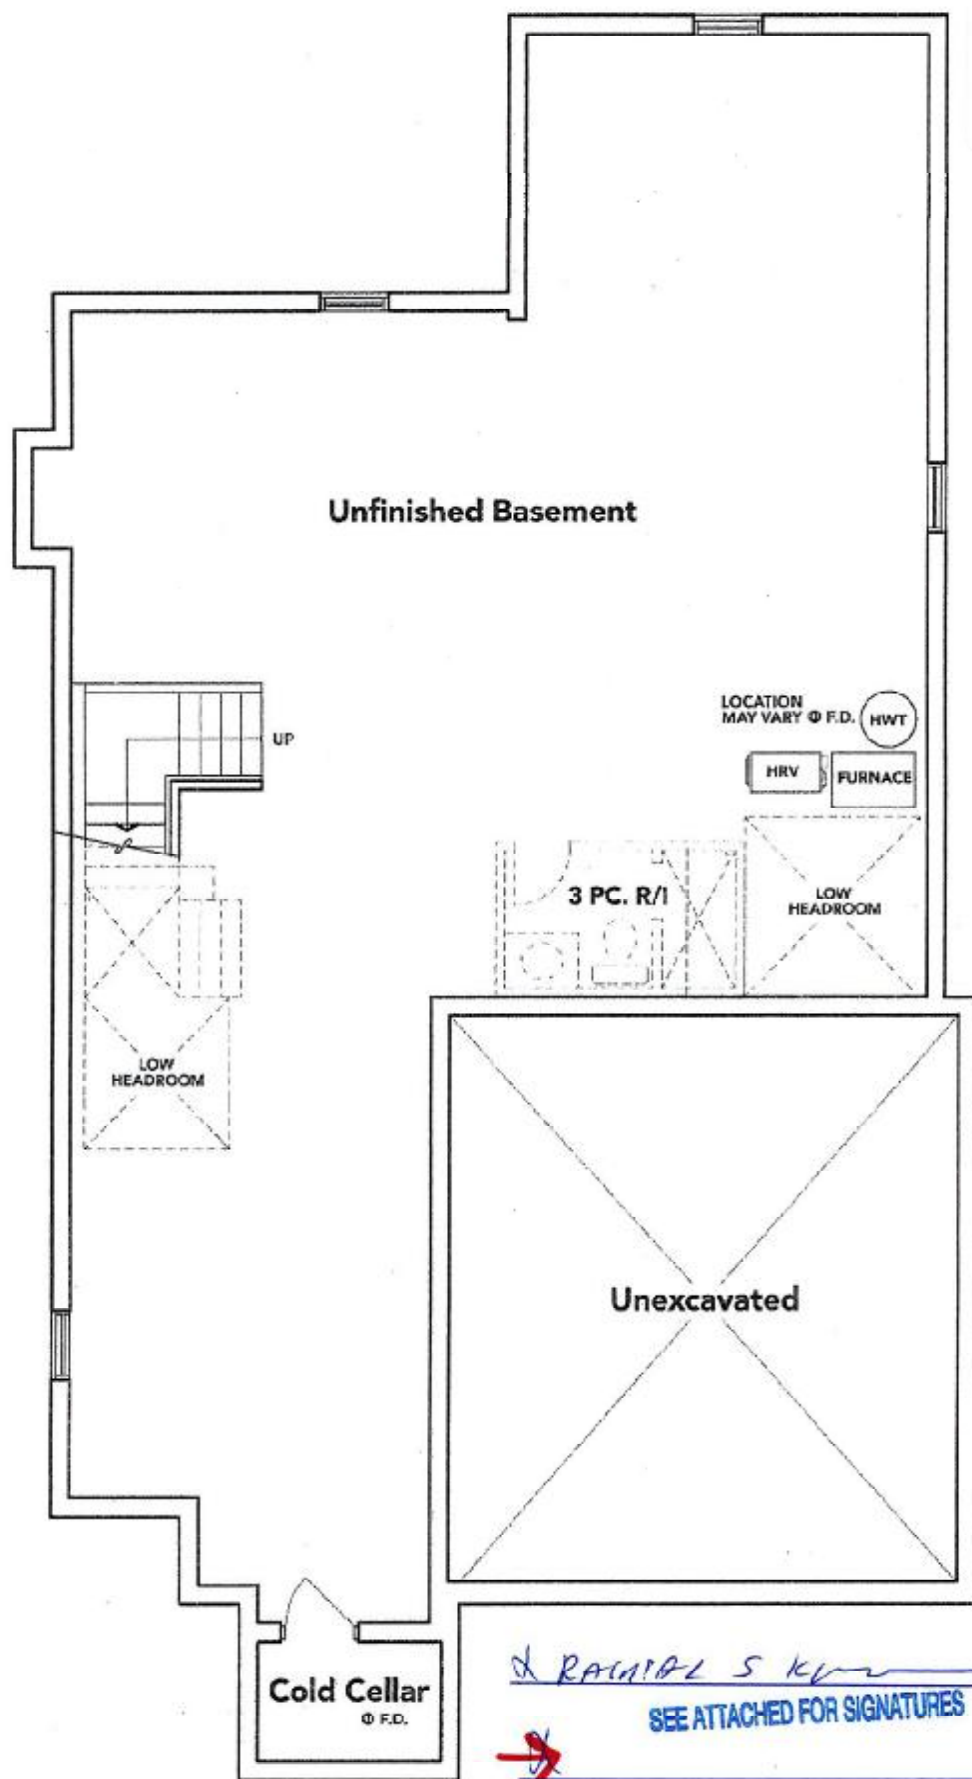 Unfinished Basement
LOCATION
MAY VARY Φ F.D.
HWT
UP
HRV
FURNACE
3 PC. R/I
LOW
HEADROOM
LOW
HEADROOM
Unexcavated
Cold Cellar
Φ F.D.
SEE ATTACHED FOR SIGNATURES